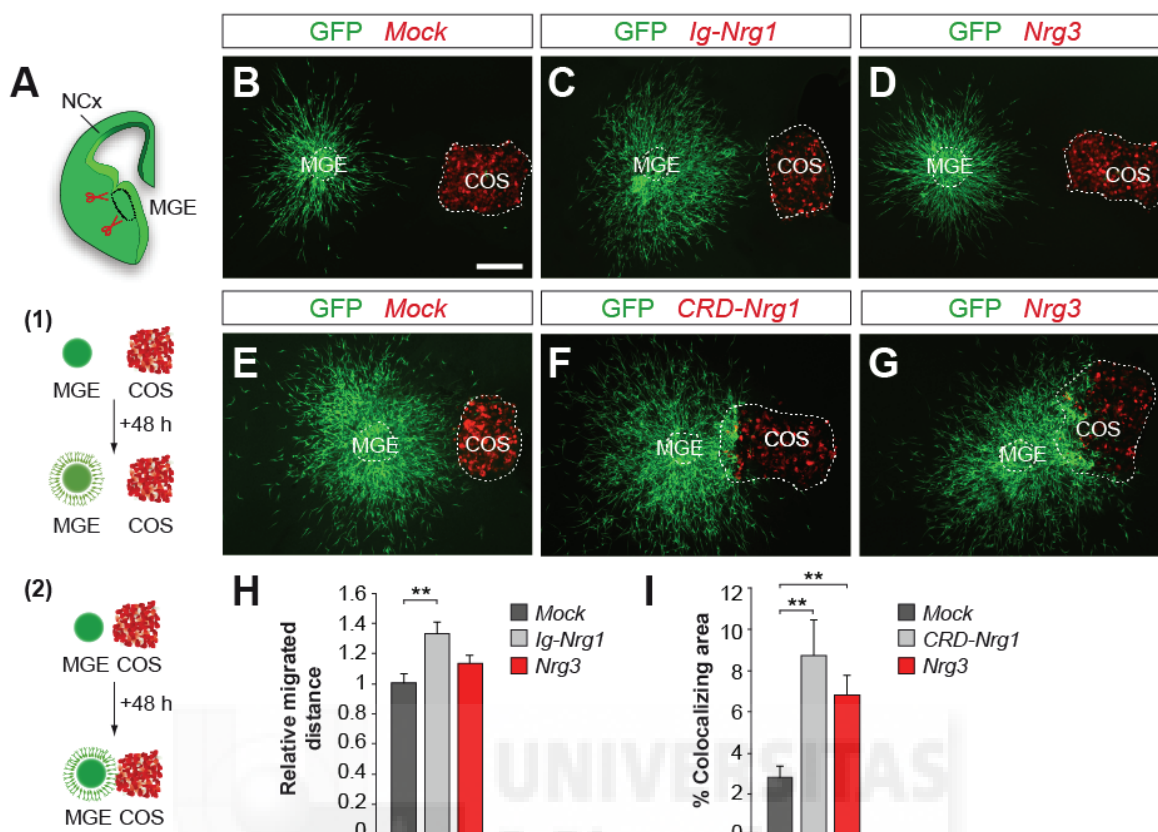 GFP Mock
GFP Ig-Nrg1
GFP Nrg3
A
NCx
MGE
B
MGE
COS
C
MGE
COS
D
MGE
COS
(1)
MGE COS
+48 h
MGE COS
GFP Mock
GFP CRD-Nrg1
GFP Nrg3
E
MGE
COS
F
MGE
COS
G
MGE
COS
(2)
MGE COS
+48 h
MGE COS
H
Relative migrated
distance
1.6
1.4
1.2
1
0.8
0.6
0.4
0.2
0
**
Mock
Ig-Nrg1
Nrg3
I
% Colocalizing area
12
10
8
6
4
2
0
**
**
Mock
CRD-Nrg1
Nrg3
UNIVERSITAS